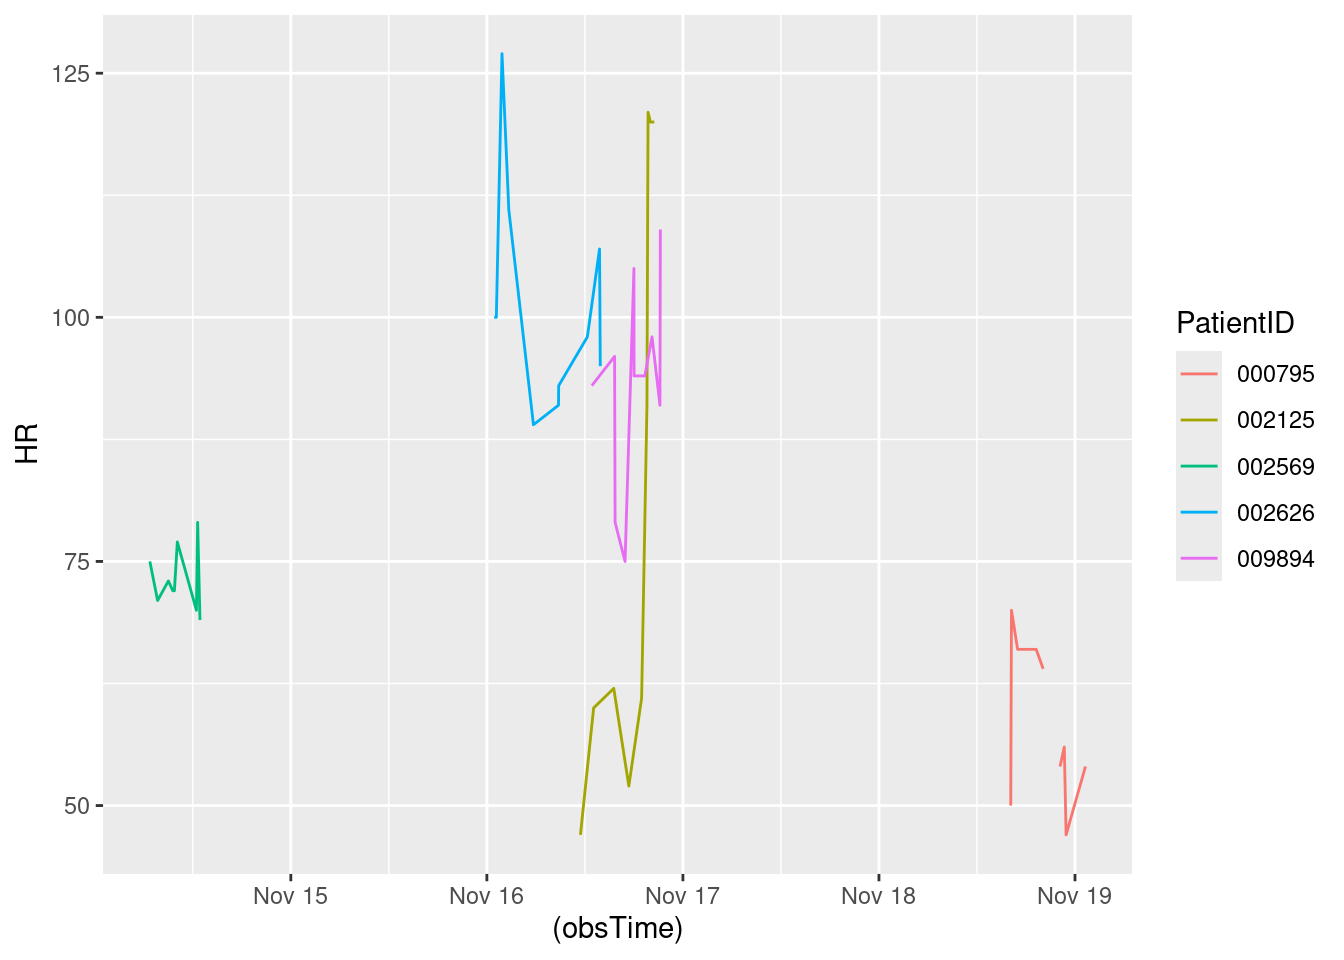 125
100
75
50
HR
Nov 15
Nov 16
Nov 17
Nov 18
Nov 19
(obsTime)
PatientID
000795
002125
002569
002626
009894